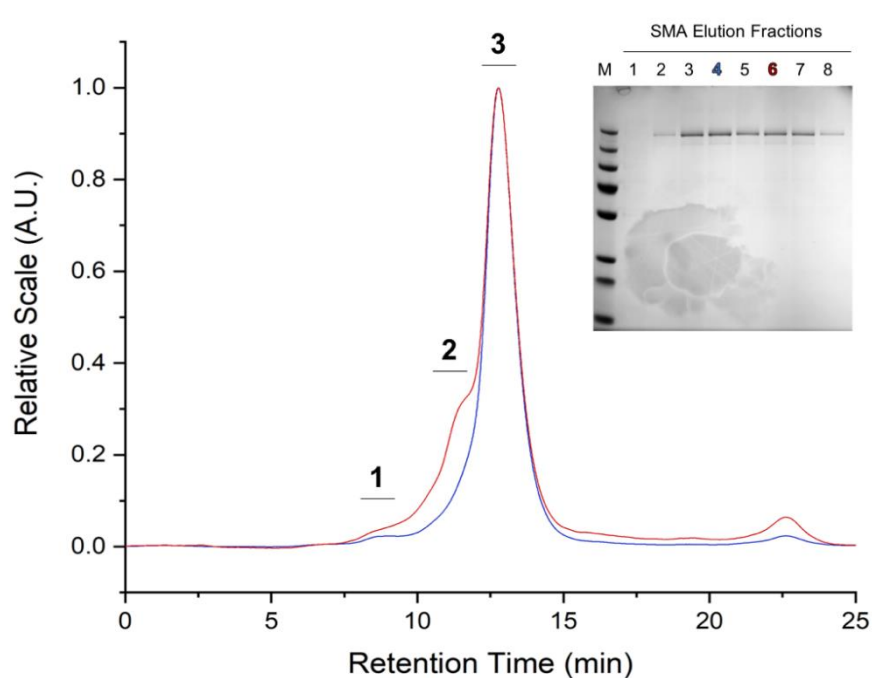 SMA Elution Fractions
M 1 2 3 4 5 6 7 8
3
2
1
1.0
0.8
0.6
0.4
0.2
0.0
Relative Scale (A.U.)
0 5 10 15 20 25
Retention Time (min)